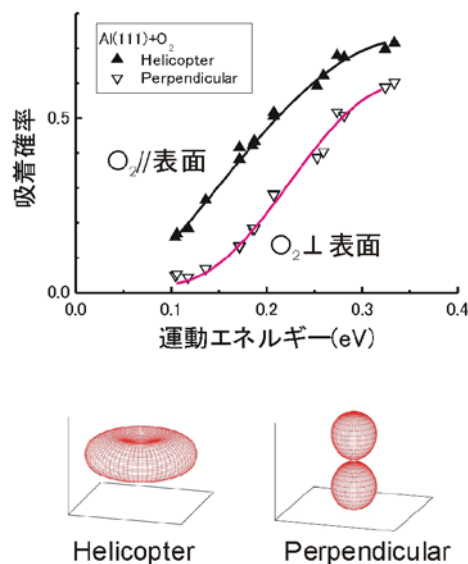 Al(111)+O₂
▲ Helicopter
▽ Perpendicular
O₂//表面
O₂⊥表面
吸着確率
0.5
0.0
0.0 0.1 0.2 0.3 0.4
運動エネルギー(eV)
Helicopter Perpendicular